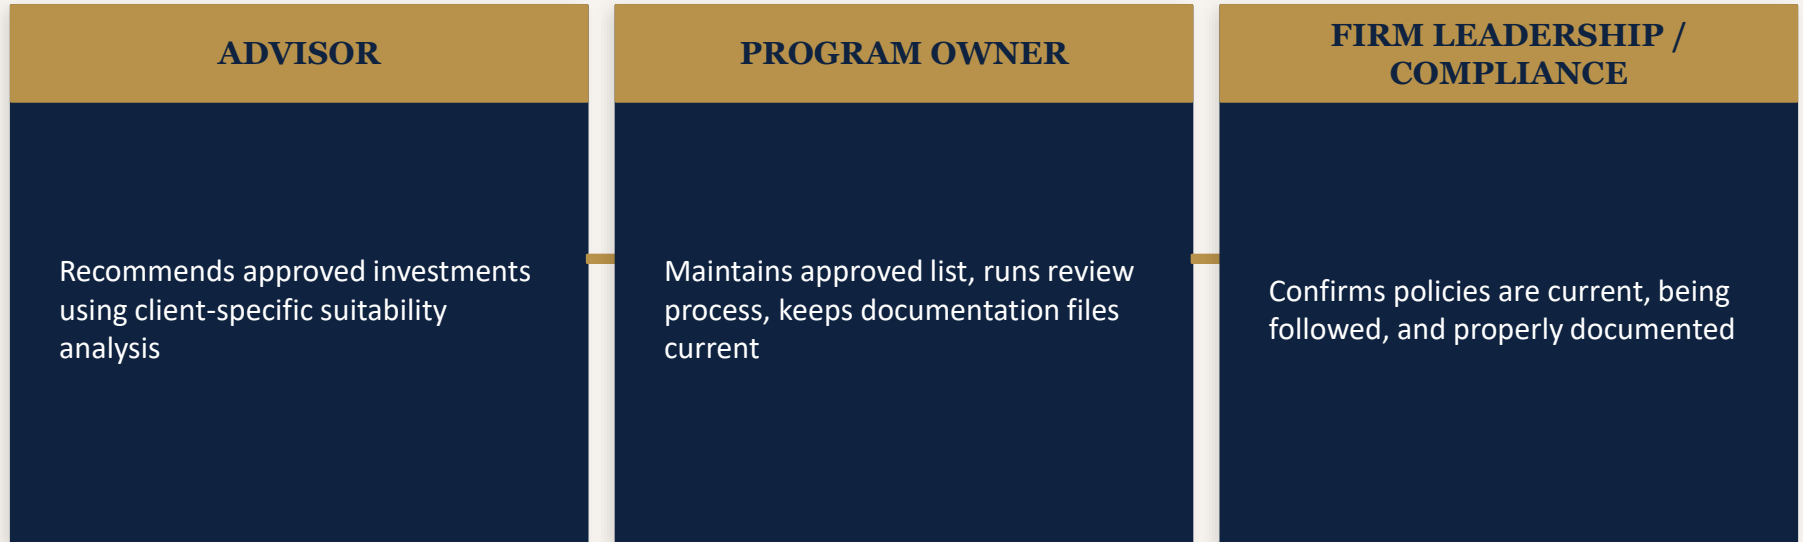 ADVISOR
Recommends approved investments
using client-specific suitability
analysis
PROGRAM OWNER
Maintains approved list, runs review
process, keeps documentation files
current
FIRM LEADERSHIP /
COMPLIANCE
Confirms policies are current, being
followed, and properly documented